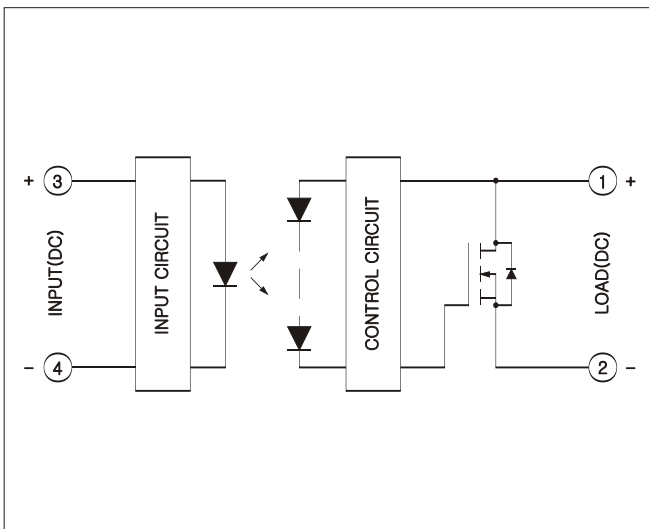 + 3
INPUT(DC)
- 4
INPUT CIRCUIT
CONTROL CIRCUIT
1 +
LOAD(DC)
2 -